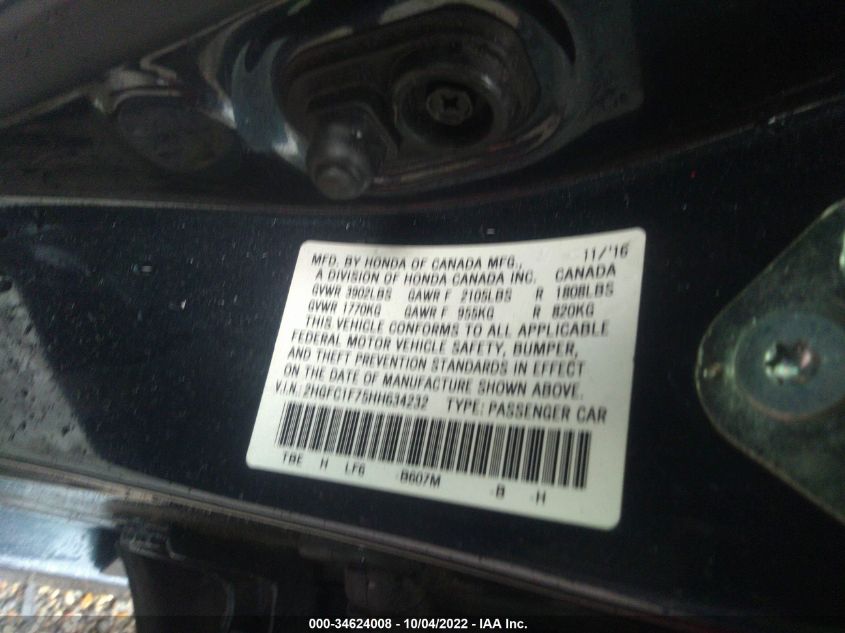 MFD. BY HONDA OF CANADA MFG., 11/'16
A DIVISION OF HONDA CANADA INC. CANADA
GVWR 3902LBS GAWR F 2105LBS R 1808LBS
GVWR 1770KG GAWR F 955KG R 820KG
THIS VEHICLE CONFORMS TO ALL APPLICABLE
FEDERAL MOTOR VEHICLE SAFETY, BUMPER,
AND THEFT PREVENTION STANDARDS IN EFFECT
ON THE DATE OF MANUFACTURE SHOWN ABOVE.
V.I.N: 2HGFC1F75HH634232 TYPE: PASSENGER CAR
TBE H LFG -B607M -B -H
000-34624008 - 10/04/2022 - IAA Inc.